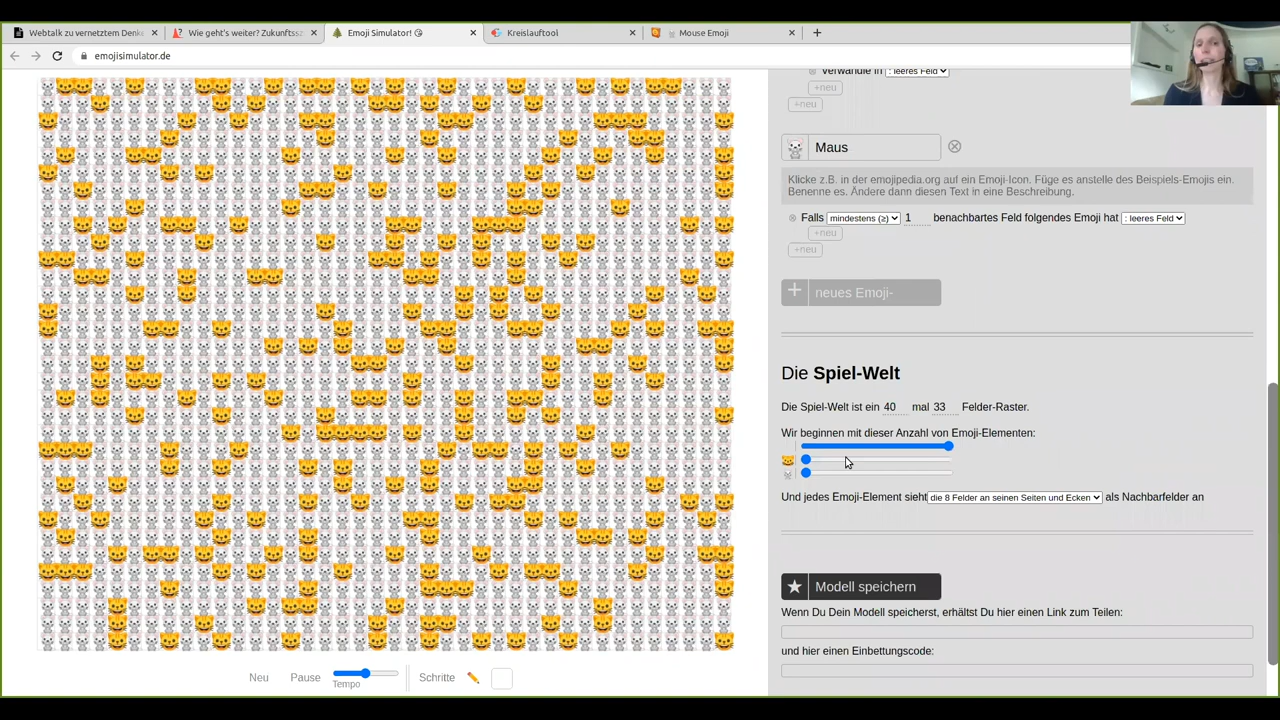 Webtalk zu vernetztem Denk
Wie geht's weiter? Zukunftssz
Emoji Simulator! 😘
Kreislauftool
Mouse Emoji
emojisimulator.de
verwandle in : leeres Feld
+neu
+neu
Maus
Klicke z.B. in der emojipedia.org auf ein Emoji-Icon. Füge es anstelle des Beispiels-Emojis ein.
Benenne es. Ändere dann diesen Text in eine Beschreibung.
Falls mindestens (≥) 1 benachbartes Feld folgendes Emoji hat : leeres Feld
+neu
+neu
neues Emoji-
Die Spiel-Welt
Die Spiel-Welt ist ein 40 mal 33 Felder-Raster.
Wir beginnen mit dieser Anzahl von Emoji-Elementen:
Und jedes Emoji-Element sieht die 8 Felder an seinen Seiten und Ecken als Nachbarfelder an
Modell speichern
Wenn Du Dein Modell speicherst, erhältst Du hier einen Link zum Teilen:
und hier einen Einbettungscode:
Neu Pause Tempo Schritte